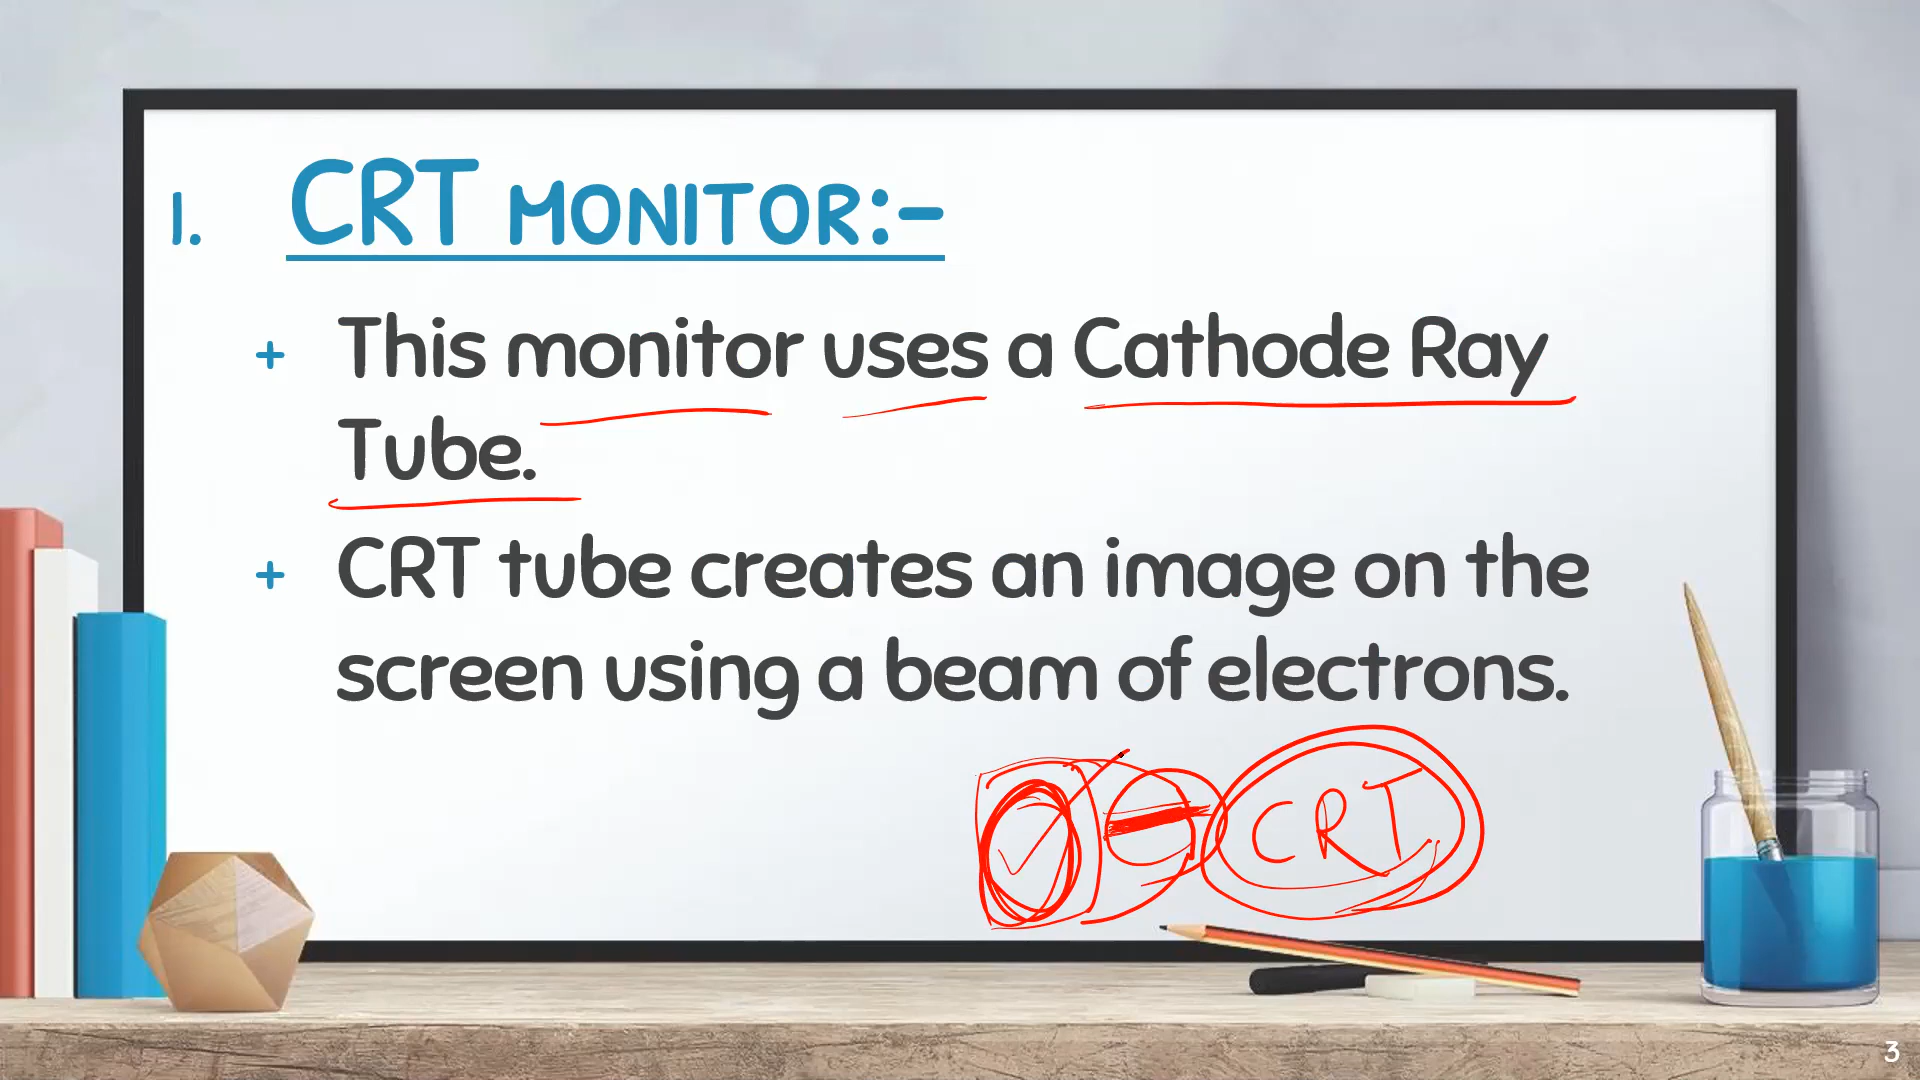 1. CRT MONITOR:-
+ This monitor uses a Cathode Ray
Tube.
+ CRT tube creates an image on the
screen using a beam of electrons.
CRT
3